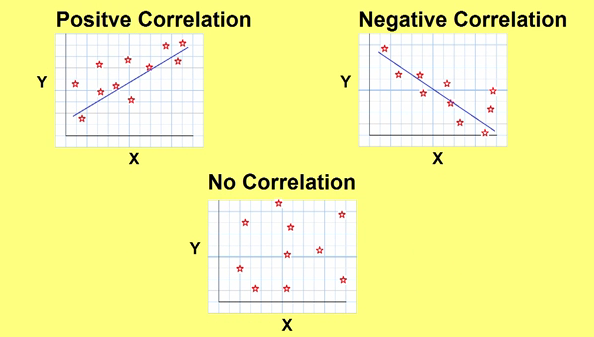 Positve Correlation
Y
X
Negative Correlation
Y
X
No Correlation
Y
X